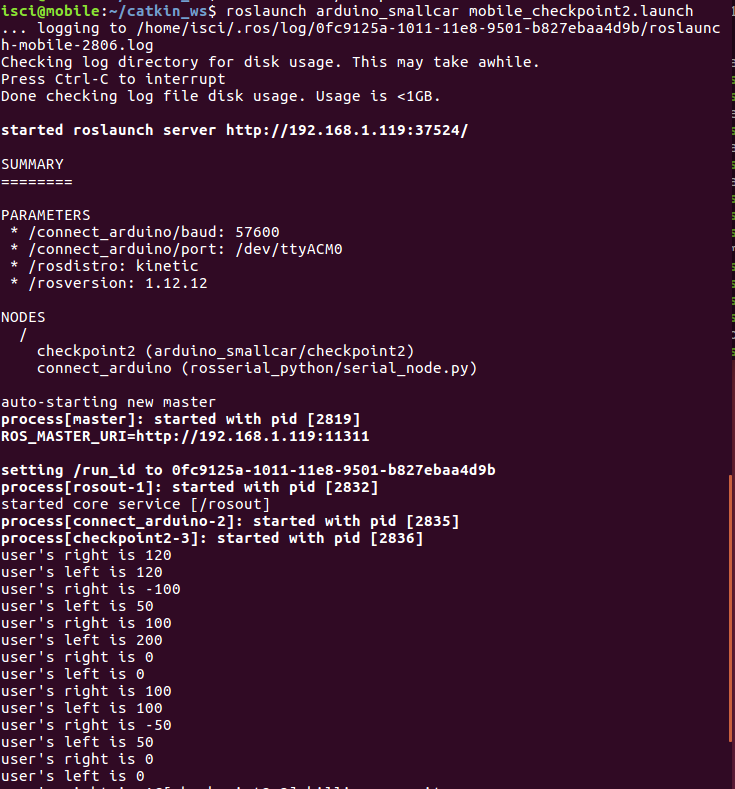 isci@mobile:~/catkin_ws$ roslaunch arduino_smallcar mobile_checkpoint2.launch
... logging to /home/isci/.ros/log/0fc9125a-1011-11e8-9501-b827ebaa4d9b/roslaunc
h-mobile-2806.log
Checking log directory for disk usage. This may take awhile.
Press Ctrl-C to interrupt
Done checking log file disk usage. Usage is <1GB.
started roslaunch server http://192.168.1.119:37524/
SUMMARY
========
PARAMETERS
* /connect_arduino/baud: 57600
* /connect_arduino/port: /dev/ttyACM0
* /rosdistro: kinetic
* /rosversion: 1.12.12
NODES
/
checkpoint2 (arduino_smallcar/checkpoint2)
connect_arduino (rosserial_python/serial_node.py)
auto-starting new master
process[master]: started with pid [2819]
ROS_MASTER_URI=http://192.168.1.119:11311
setting /run_id to 0fc9125a-1011-11e8-9501-b827ebaa4d9b
process[rosout-1]: started with pid [2832]
started core service [/rosout]
process[connect_arduino-2]: started with pid [2835]
process[checkpoint2-3]: started with pid [2836]
user's right is 120
user's left is 120
user's right is -100
user's left is 50
user's right is 100
user's left is 200
user's right is 0
user's left is 0
user's right is 100
user's left is 100
user's right is -50
user's left is 50
user's right is 0
user's left is 0